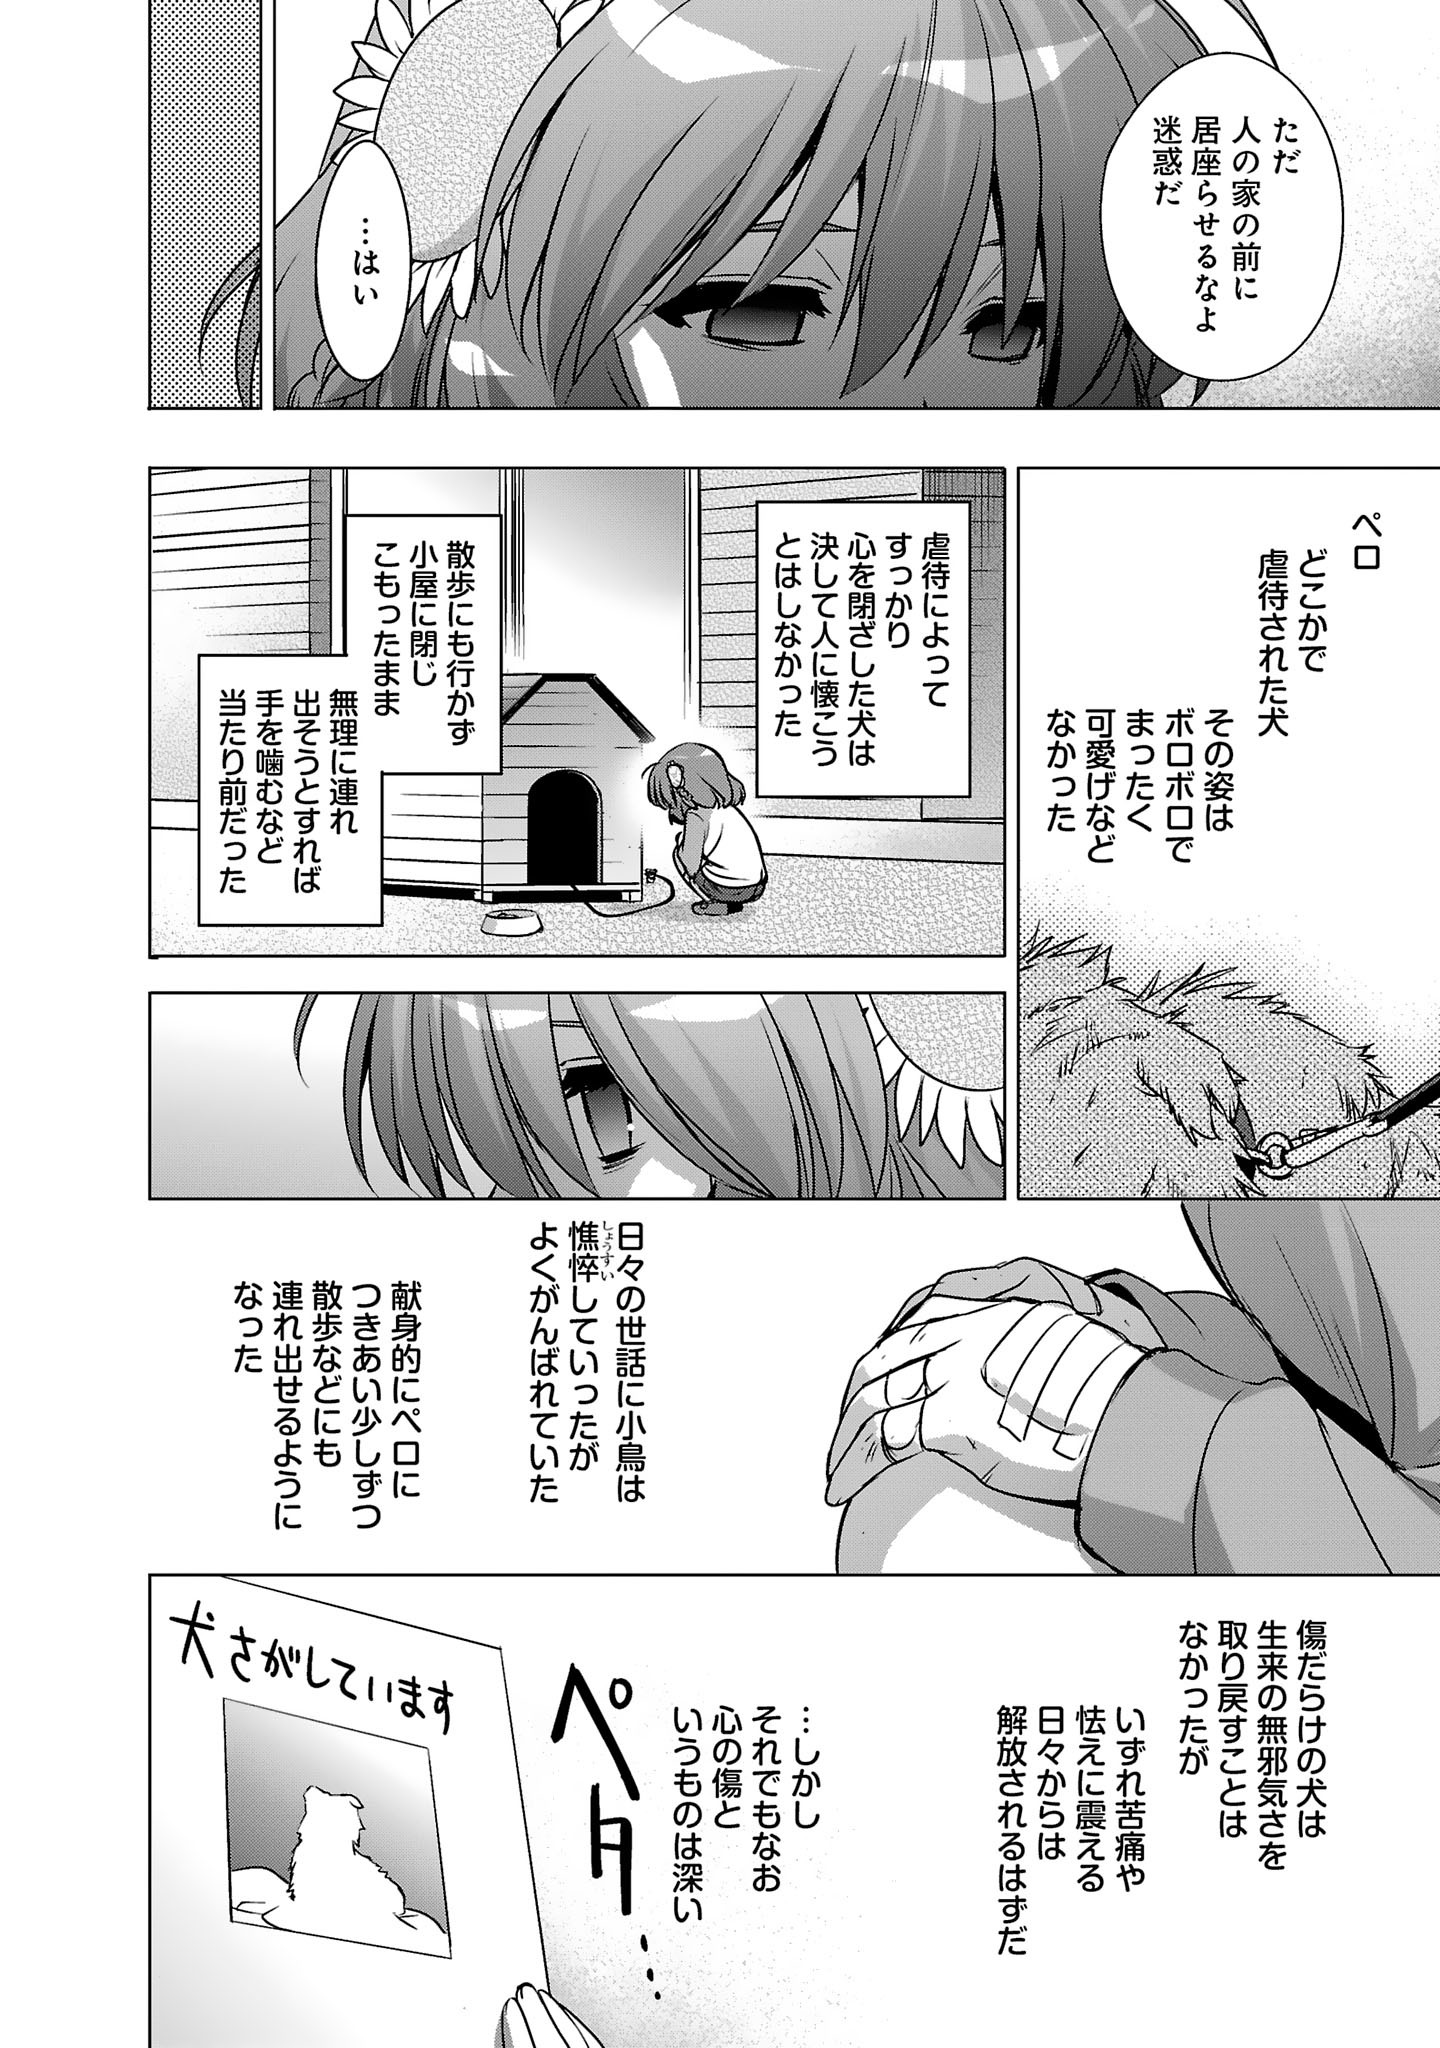 ただ
人の家の前に
居座らせるなよ
迷惑だ
…はい
ペロ
どこかで
虐待された犬
その姿は
ボロボロで
まったく
可愛げなど
なかった
虐待によって
すっかり
心を閉ざした犬は
決して人に懐こう
とはしなかった
散歩にも行かず
小屋に閉じ
こもったまま
無理に連れ
出そうとすれば
手を噛むなど
当たり前だった
日々の世話に小鳥は
憔悴していったが
しょうすい
よくがんばれていた
献身的にペロに
つきあい少しずつ
散歩などにも
連れ出せるように
なった
傷だらけの犬は
生来の無邪気さを
取り戻すことは
なかったが
いずれ苦痛や
怯えに震える
日々からは
解放されるはずだ
…しかし
それでもなお
心の傷と
いうものは深い
ペタ……
犬さがしています